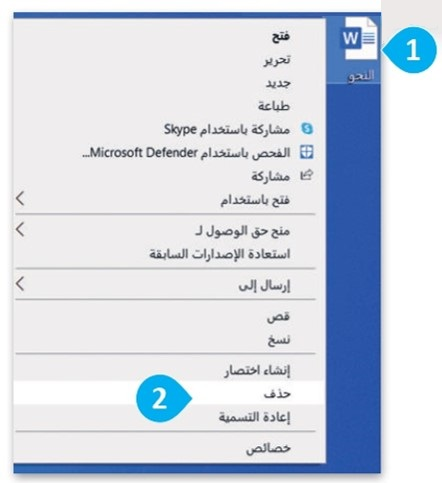 1
النحو
فتح
تحرير
جديد
طباعة
مشاركة باستخدام Skype
الفحص باستخدام Microsoft Defender...
مشاركة
فتح باستخدام
منح حق الوصول لـ
استعادة الإصدارات السابقة
إرسال إلى
قص
نسخ
إنشاء اختصار
حذف
2
إعادة التسمية
خصائص